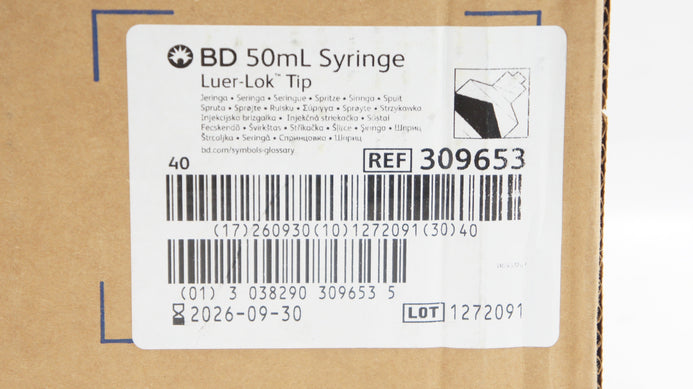 BD 50mL Syringe
Luer-Lok™ Tip
Jeringa • Seringa • Seringue • Spritze • Siringa • Spuit
Spruta • Sprøjte • Ruisku • Σύριγγα • Sprøyte • Strzykawka
Injekcijska brizgalka • Injekčná striekačka • Süstal
Fecskendő • Švirkštas • Stříkačka • Šļirce • Şırınga • Шприц
Štrcaljka • Seringă • Спринцовка • Шприц
bd.com/symbols-glossary
40
REF 309653
(17)260930(10)1272091(30)40
(01) 3 038290 309653 5
2026-09-30
LOT 1272091